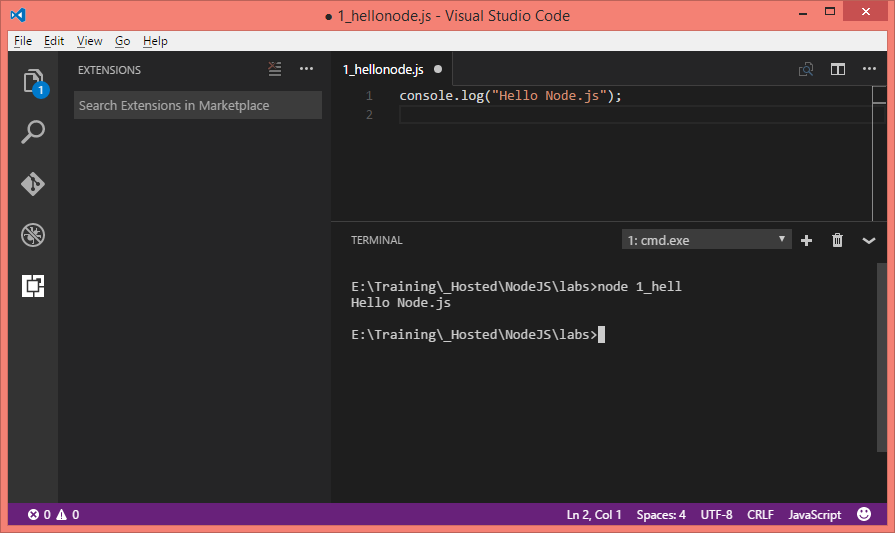 ● 1_hellonode.js - Visual Studio Code
File Edit View Go Help
EXTENSIONS
Search Extensions in Marketplace
1
1_hellonode.js ●
1 console.log("Hello Node.js");
2
TERMINAL
1: cmd.exe
E:\Training\_Hosted\NodeJS\labs>node 1_hell
Hello Node.js
E:\Training\_Hosted\NodeJS\labs>
0 0 Ln 2, Col 1 Spaces: 4 UTF-8 CRLF JavaScript